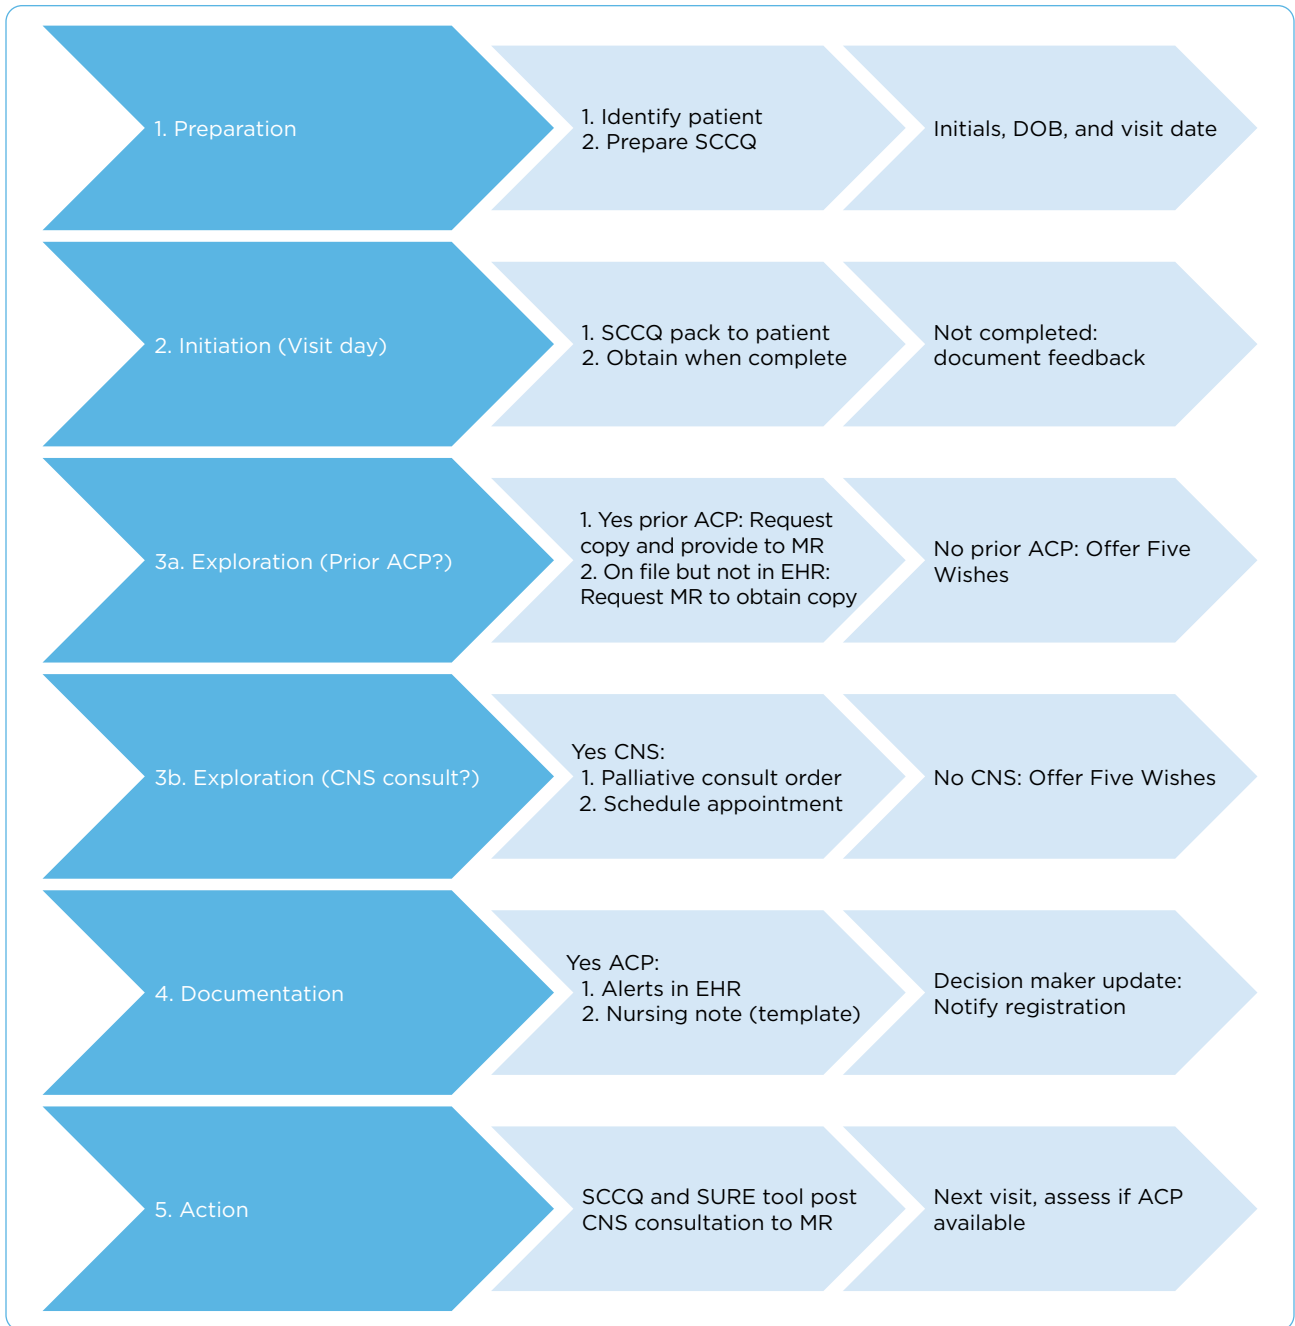 1. Preparation
1. Identify patient
2. Prepare SCCQ
Initials, DOB, and visit date
2. Initiation (Visit day)
1. SCCQ pack to patient
2. Obtain when complete
Not completed:
document feedback
3a. Exploration (Prior ACP?)
1. Yes prior ACP: Request
copy and provide to MR
2. On file but not in EHR:
Request MR to obtain copy
No prior ACP: Offer Five
Wishes
3b. Exploration (CNS consult?)
Yes CNS:
1. Palliative consult order
2. Schedule appointment
No CNS: Offer Five Wishes
4. Documentation
Yes ACP:
1. Alerts in EHR
2. Nursing note (template)
Decision maker update:
Notify registration
5. Action
SCCQ and SURE tool post
CNS consultation to MR
Next visit, assess if ACP
available